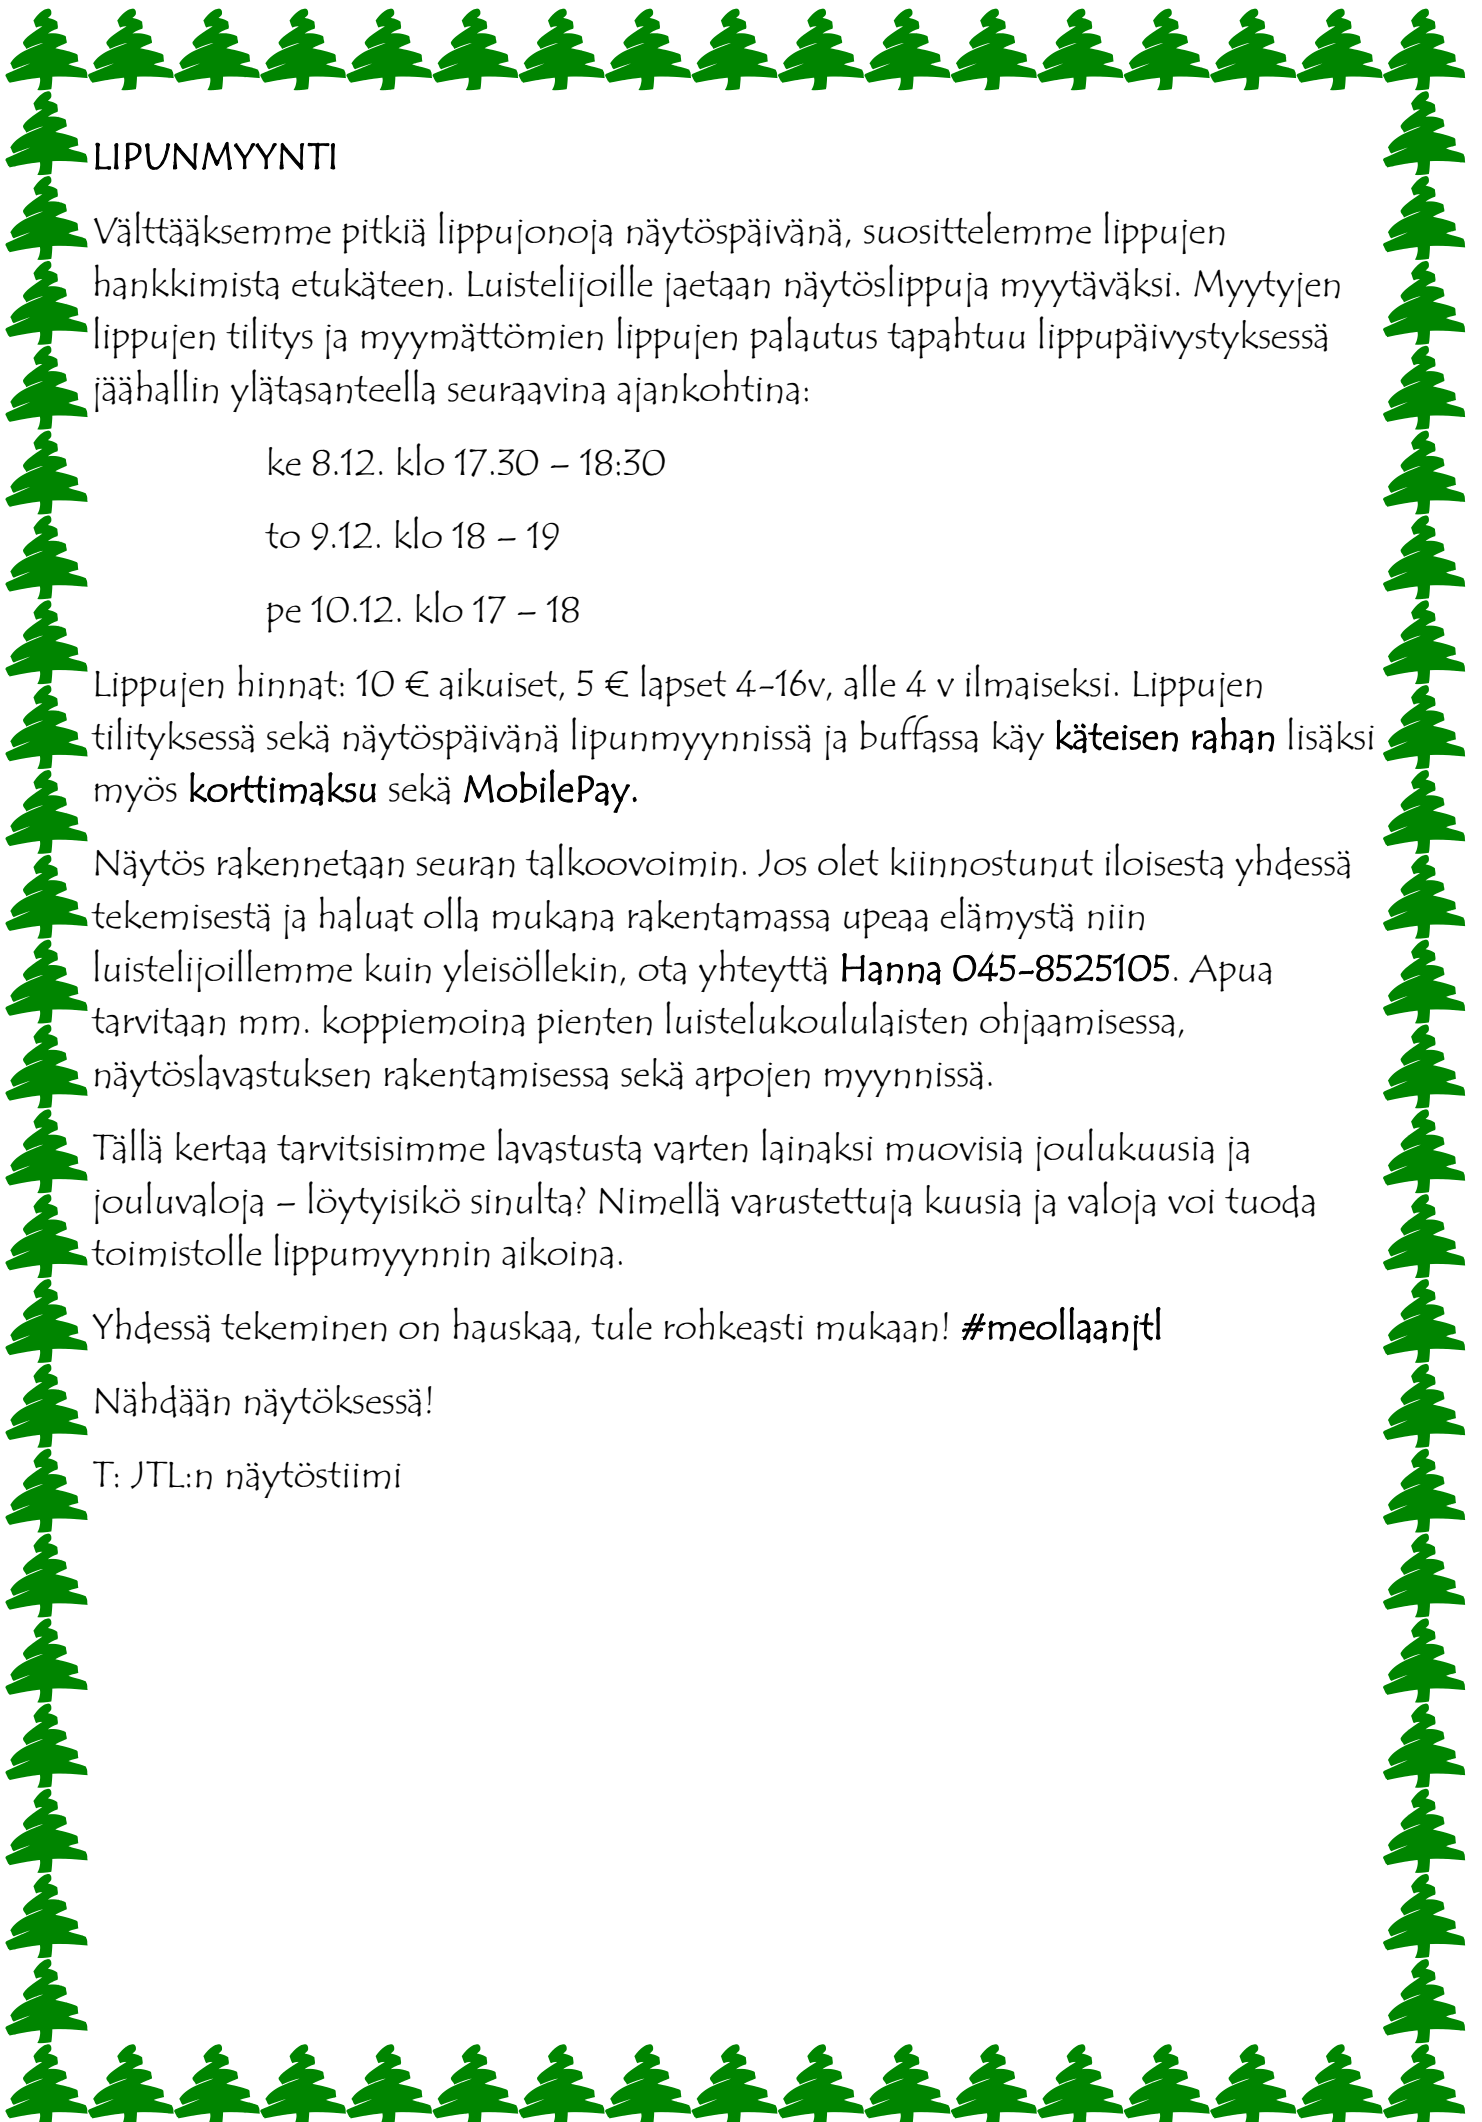 LIPUNMYYNTI
Välttääksemme pitkiä lippujonoja näytöspäivänä, suosittelemme lippujen
hankkimista etukäteen. Luistelijoille jaetaan näytöslippuja myytäväksi. Myytyjen
lippujen tilitys ja myymättömien lippujen palautus tapahtuu lippupäivystyksessä
jäähallin ylätasanteella seuraavina ajankohtina:
ke 8.12. klo 17.30 – 18:30
to 9.12. klo 18 – 19
pe 10.12. klo 17 – 18
Lippujen hinnat: 10 € aikuiset, 5 € lapset 4-16v, alle 4 v ilmaiseksi. Lippujen
tilityksessä sekä näytöspäivänä lipunmyynnissä ja buffassa käy käteisen rahan lisäksi
myös korttimaksu sekä MobilePay.
Näytös rakennetaan seuran talkoovoimin. Jos olet kiinnostunut iloisesta yhdessä
tekemisestä ja haluat olla mukana rakentamassa upeaa elämystä niin
luistelijoillemme kuin yleisöllekin, ota yhteyttä Hanna 045-8525105. Apua
tarvitaan mm. koppiemoina pienten luistelukoululaisten ohjaamisessa,
näytöslavastuksen rakentamisessa sekä arpojen myynnissä.
Tällä kertaa tarvitsisimme lavastusta varten lainaksi muovisia joulukuusia ja
jouluvaloja – löytyisikö sinulta? Nimellä varustettuja kuusia ja valoja voi tuoda
toimistolle lippumyynnin aikoina.
Yhdessä tekeminen on hauskaa, tule rohkeasti mukaan! #meollaanjtl
Nähdään näytöksessä!
T: JTL:n näytöstiimi